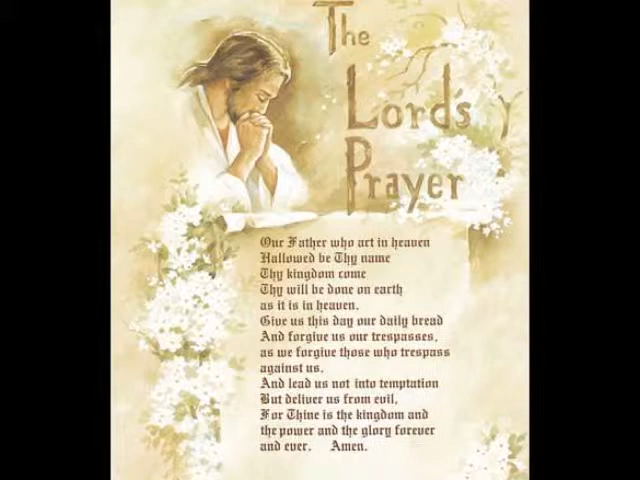 The
Lord's
Prayer
Our Father who art in heaven
Hallowed be Thy name
Thy kingdom come
Thy will be done on earth
as it is in heaven.
Give us this day our daily bread
And forgive us our trespasses,
as we forgive those who trespass
against us.
And lead us not into temptation
But deliver us from evil,
For Thine is the kingdom and
the power and the glory forever
and ever. Amen.